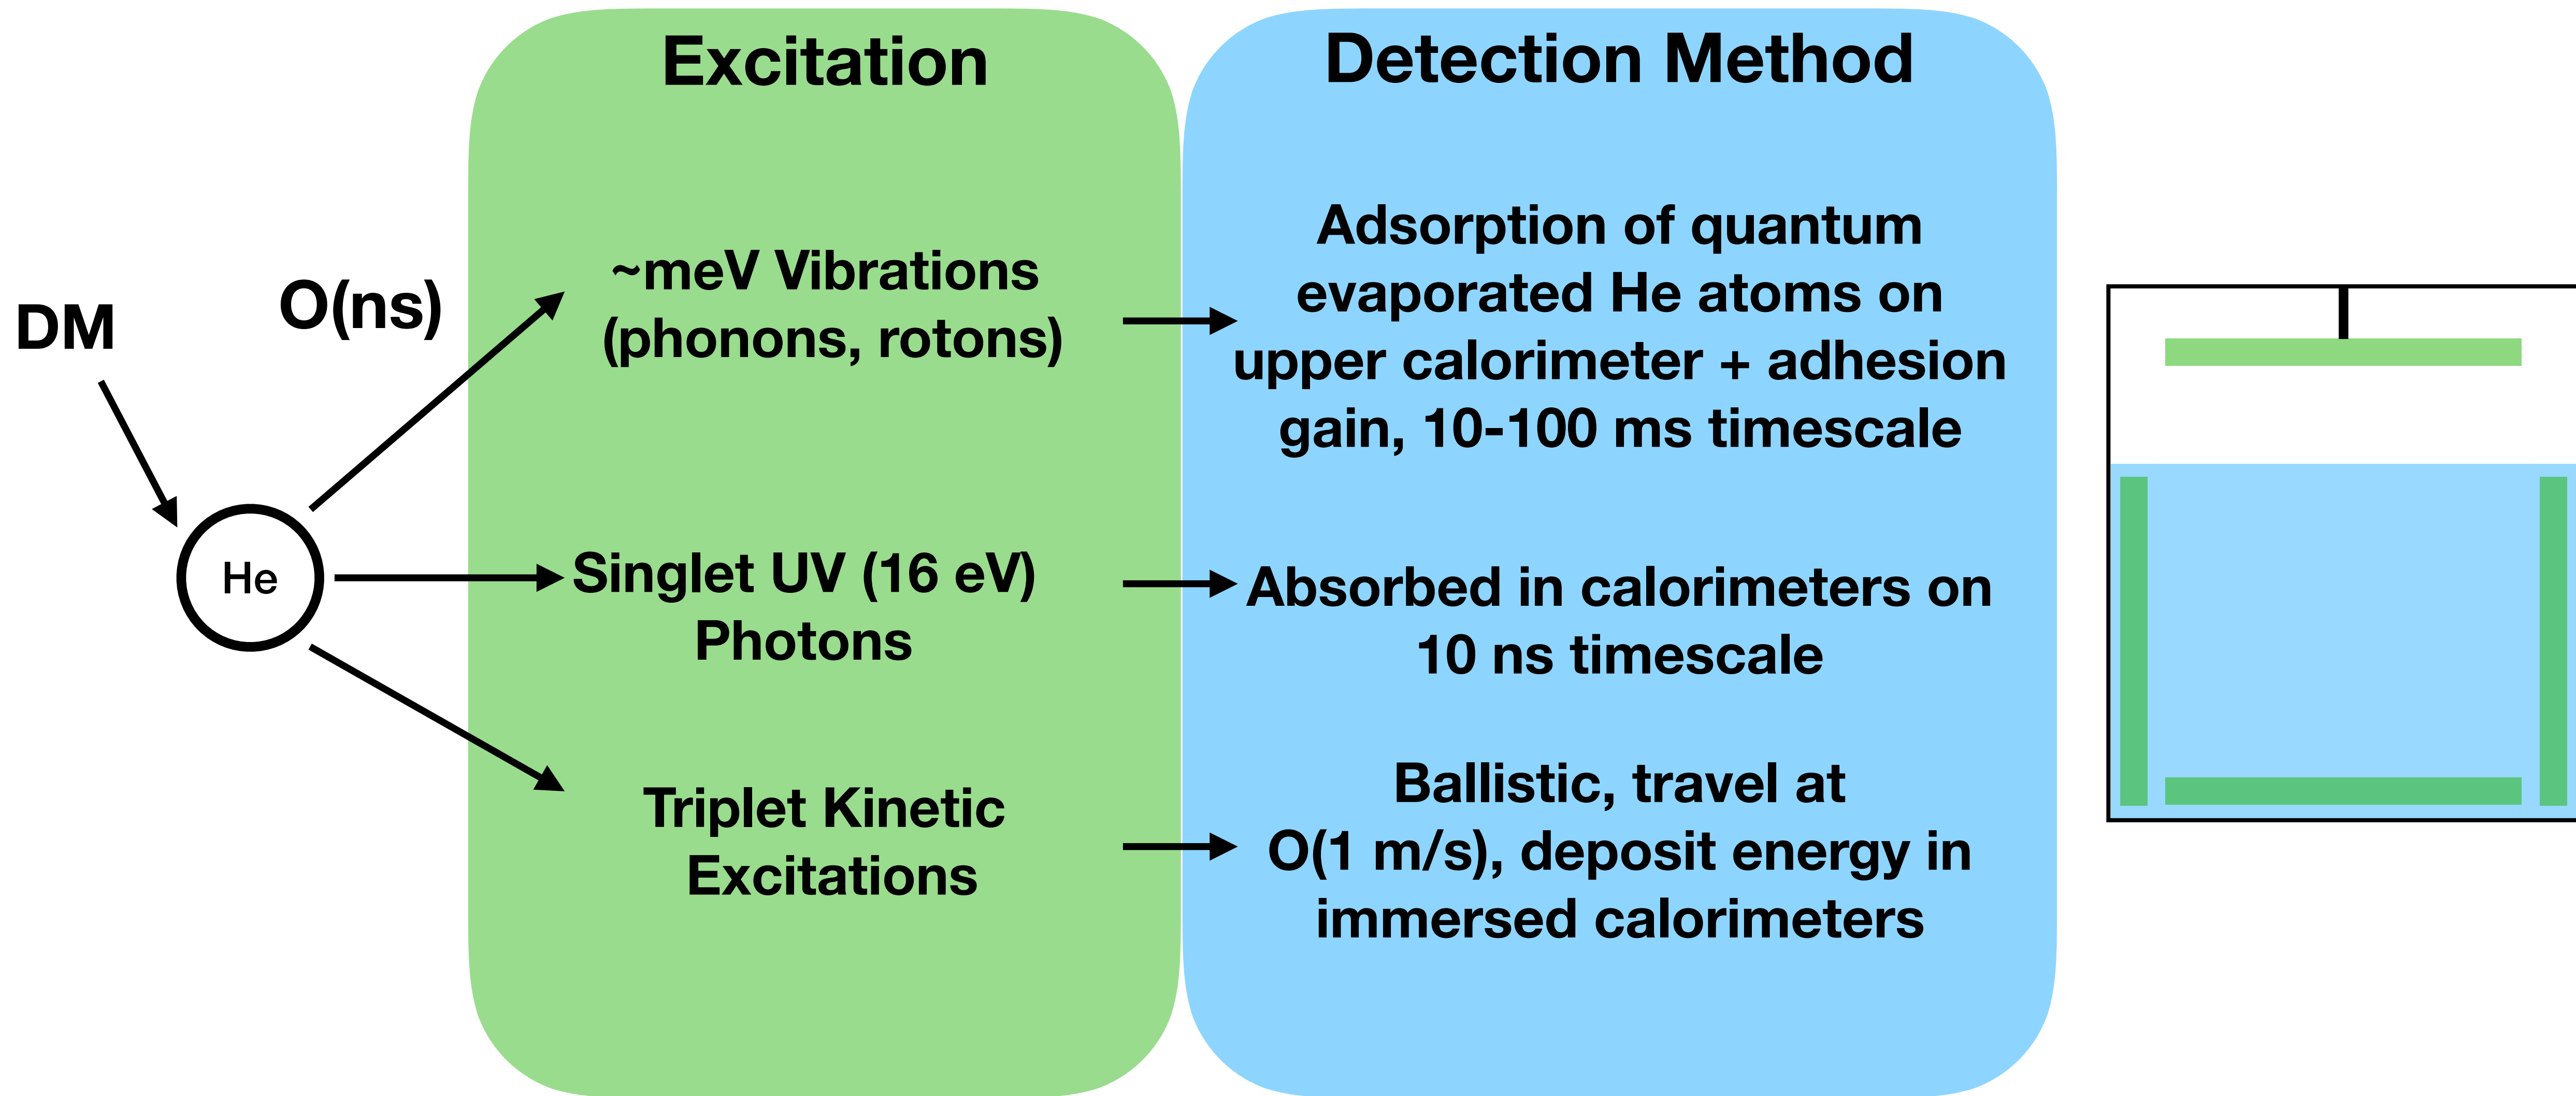 Excitation
Detection Method
DM
O(ns)
He
~meV Vibrations
(phonons, rotons)
Adsorption of quantum
evaporated He atoms on
upper calorimeter + adhesion
gain, 10-100 ms timescale
Singlet UV (16 eV)
Photons
Absorbed in calorimeters on
10 ns timescale
Triplet Kinetic
Excitations
Ballistic, travel at
O(1 m/s), deposit energy in
immersed calorimeters